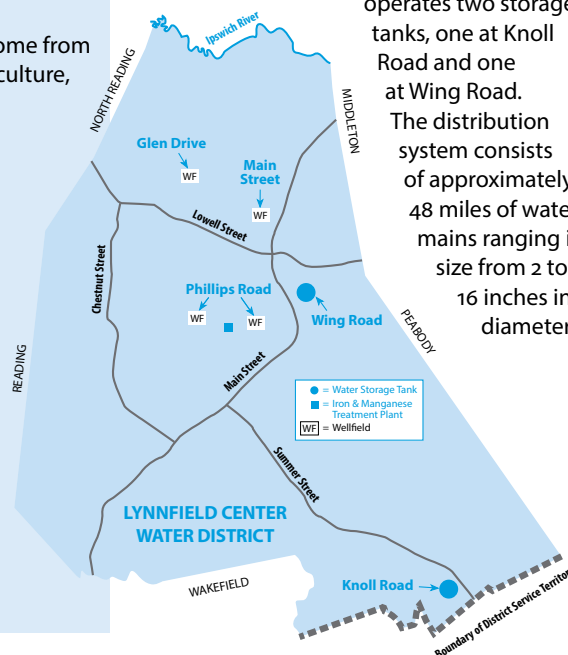 ome from
culture,
operates two storage
tanks, one at Knoll
Road and one
at Wing Road.
The distribution
system consists
of approximately
48 miles of wate
mains ranging i
size from 2 to
16 inches in
diameter
Ipswich River
NORTH READING
MIDDLETON
Glen Drive
WF
Main
Street
WF
Lowell Street
Chestnut Street
Phillips Road
WF
WF
Wing Road
PEABODY
READING
Main Street
= Water Storage Tank
= Iron & Manganese
Treatment Plant
WF = Wellfield
Summer Street
LYNNFIELD CENTER
WATER DISTRICT
WAKEFIELD
Knoll Road
Boundary of District Service Territor